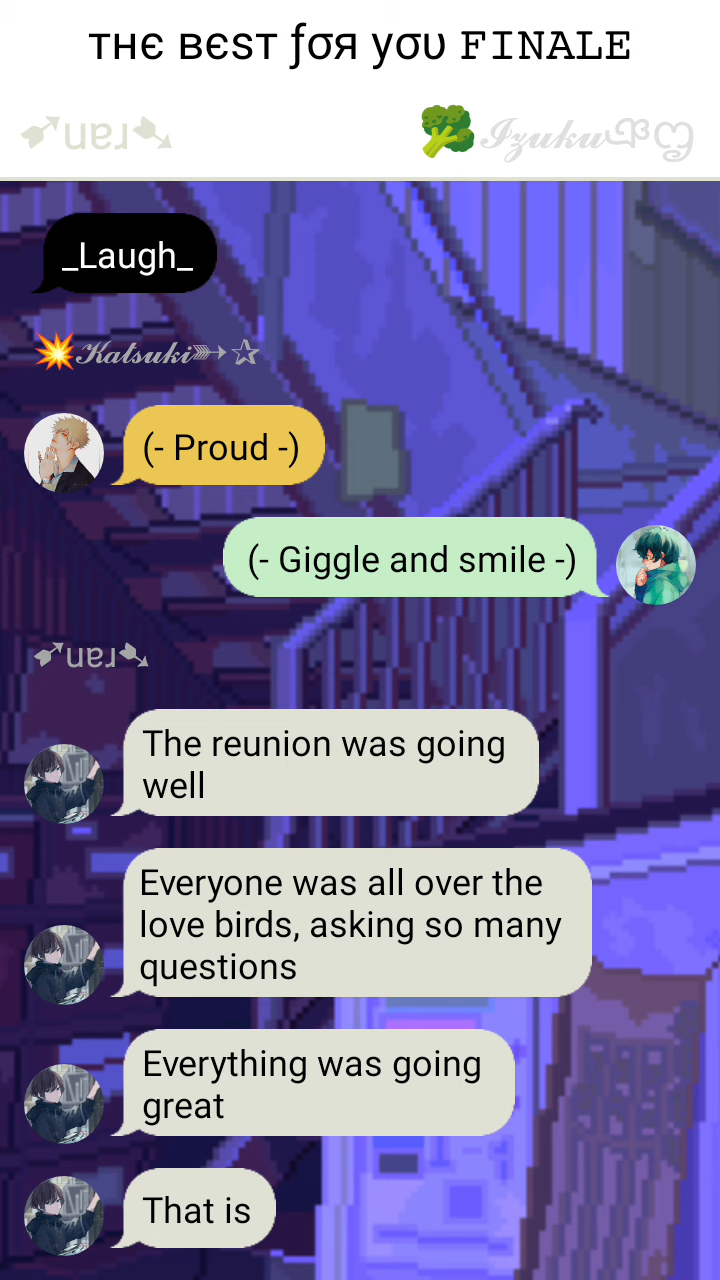 тнє вєѕт ƒσя уσυ 𝙵𝙸𝙽𝙰𝙻𝙴
➶ uɐɹ➴
🥦ℐ𝓏𝓊𝓀𝓊
_Laugh_
💥𝒦𝒶𝓉𝓈𝓊𝓀𝒾➳✰
(- Proud -)
(- Giggle and smile -)
➶uɐɹ➴
The reunion was going
well
Everyone was all over the
love birds, asking so many
questions
Everything was going
great
That is